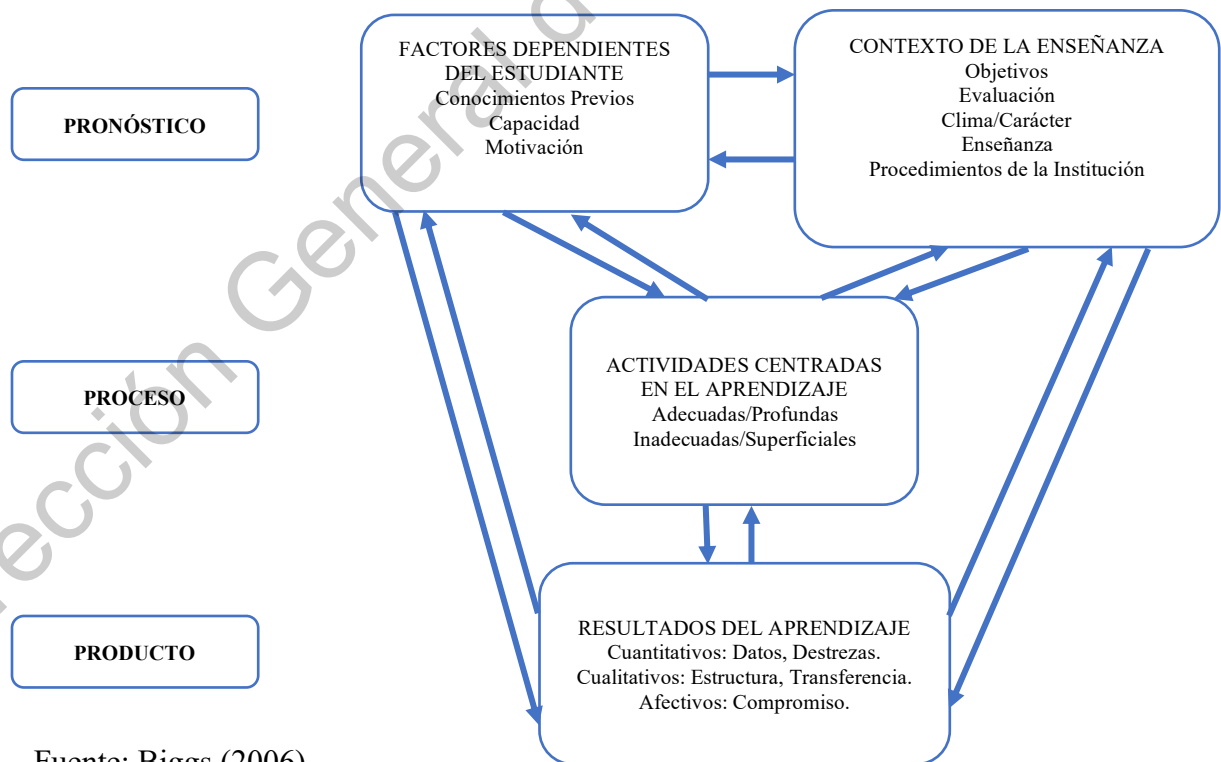 FACTORES DEPENDIENTES
DEL ESTUDIANTE
Conocimientos Previos
Capacidad
Motivación
CONTEXTO DE LA ENSEÑANZA
Objetivos
Evaluación
Clima/Carácter
Enseñanza
Procedimientos de la Institución
PRONÓSTICO
ACTIVIDADES CENTRADAS
EN EL APRENDIZAJE
Adecuadas/Profundas
Inadecuadas/Superficiales
PROCESO
RESULTADOS DEL APRENDIZAJE
Cuantitativos: Datos, Destrezas.
Cualitativos: Estructura, Transferencia.
Afectivos: Compromiso.
PRODUCTO
Fuente: Biggs (2006)
General